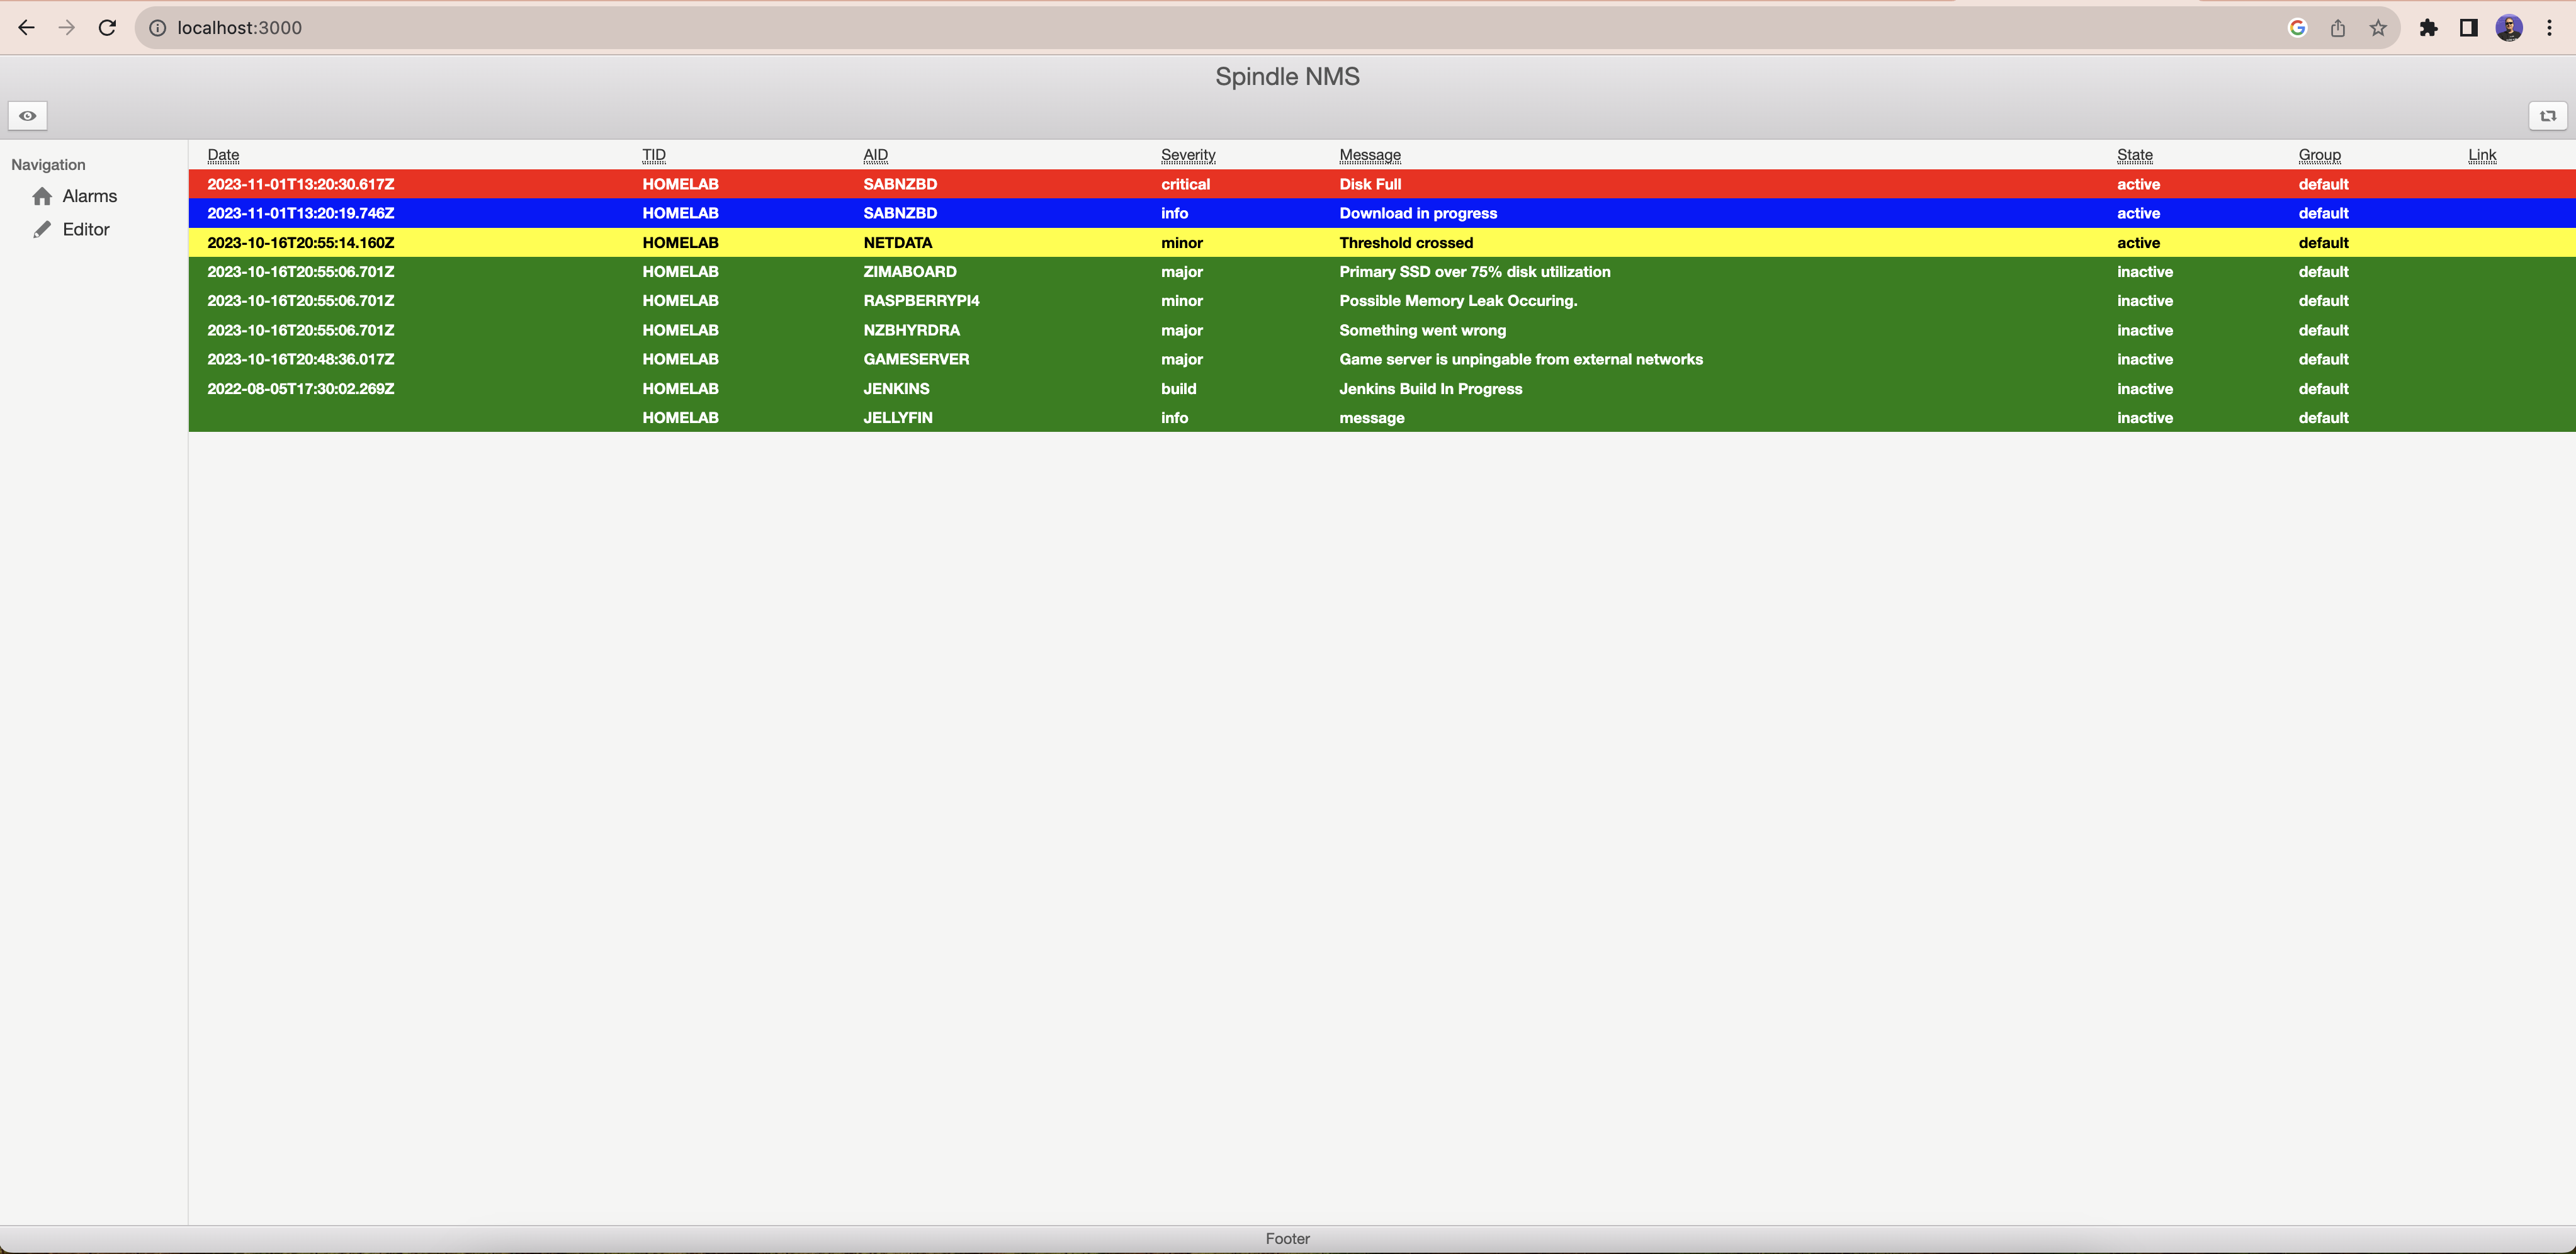 localhost:3000
Spindle NMS
Navigation
Alarms
Editor
Date TID AID Severity Message State Group Link
2023-11-01T13:20:30.617Z HOMELAB SABNZBD critical Disk Full active default
2023-11-01T13:20:19.746Z HOMELAB SABNZBD info Download in progress active default
2023-10-16T20:55:14.160Z HOMELAB NETDATA minor Threshold crossed active default
2023-10-16T20:55:06.701Z HOMELAB ZIMABOARD major Primary SSD over 75% disk utilization inactive default
2023-10-16T20:55:06.701Z HOMELAB RASPBERRYPI4 minor Possible Memory Leak Occuring. inactive default
2023-10-16T20:55:06.701Z HOMELAB NZBHYRDRA major Something went wrong inactive default
2023-10-16T20:48:36.017Z HOMELAB GAMESERVER major Game server is unpingable from external networks inactive default
2022-08-05T17:30:02.269Z HOMELAB JENKINS build Jenkins Build In Progress inactive default
HOMELAB JELLYFIN info message inactive default
Footer